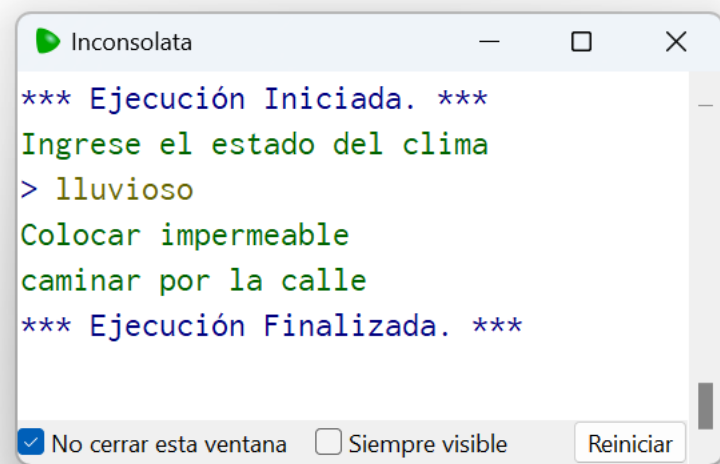 Inconsolata
*** Ejecución Iniciada. ***
Ingrese el estado del clima
> lluvioso
Colocar impermeable
caminar por la calle
*** Ejecución Finalizada. ***
No cerrar esta ventana Siempre visible Reiniciar